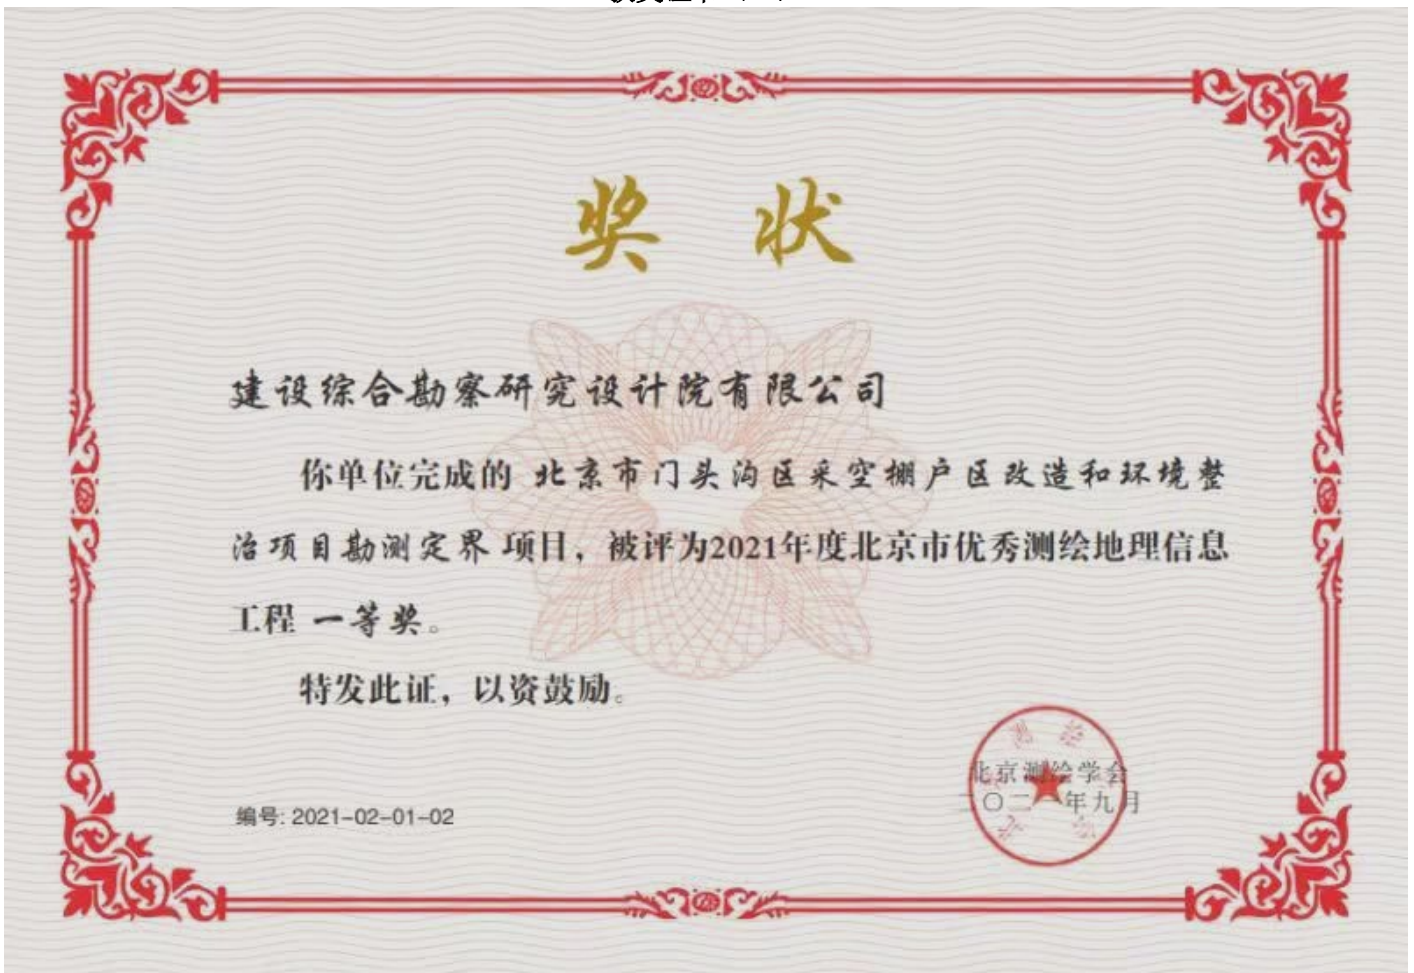 奖状
建设综合勘察研究设计院有限公司
你单位完成的 北京市门头沟区采空棚户区改造和环境整
治项目勘测定界 项目，被评为2021年度北京市优秀测绘地理信息
工程 一等奖。
特发此证，以资鼓励。
北京测绘学会
二〇二一年九月
编号: 2021-02-01-02